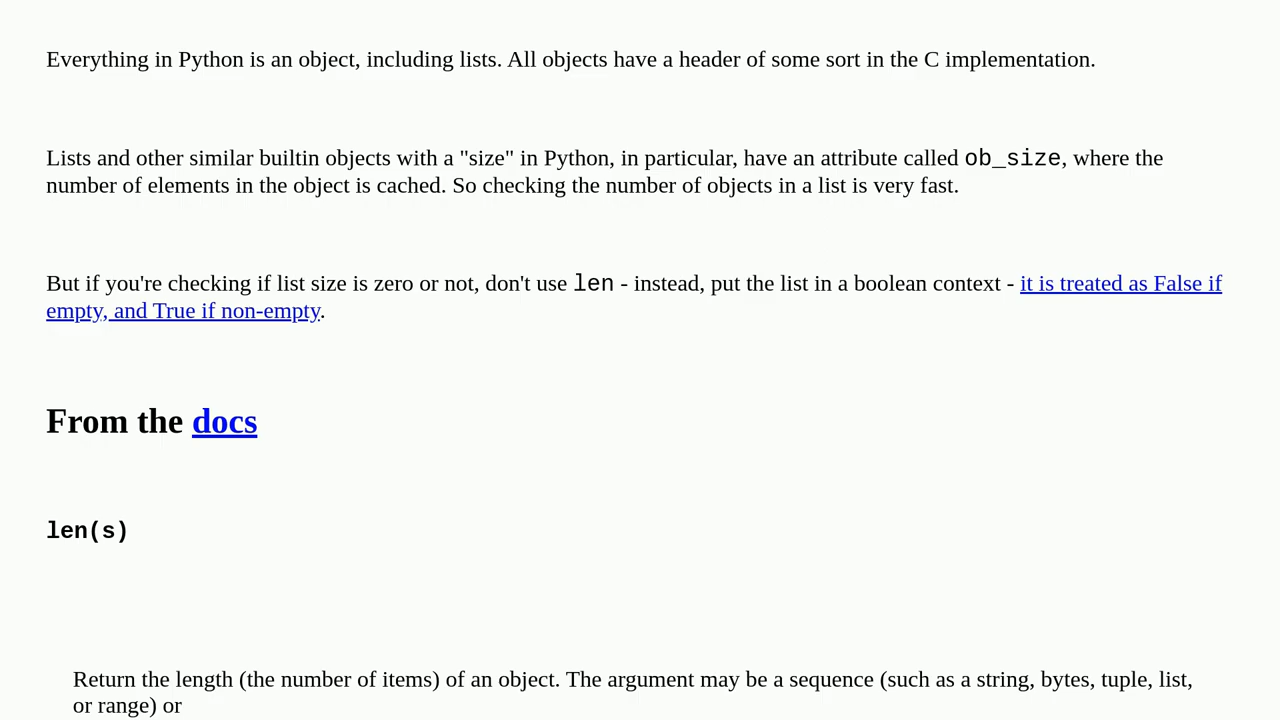 Everything in Python is an object, including lists. All objects have a header of some sort in the C implementation.
Lists and other similar builtin objects with a "size" in Python, in particular, have an attribute called ob_size, where the
number of elements in the object is cached. So checking the number of objects in a list is very fast.
But if you're checking if list size is zero or not, don't use len - instead, put the list in a boolean context - it is treated as False if
empty, and True if non-empty.
From the docs
len(s)
Return the length (the number of items) of an object. The argument may be a sequence (such as a string, bytes, tuple, list,
or range) or